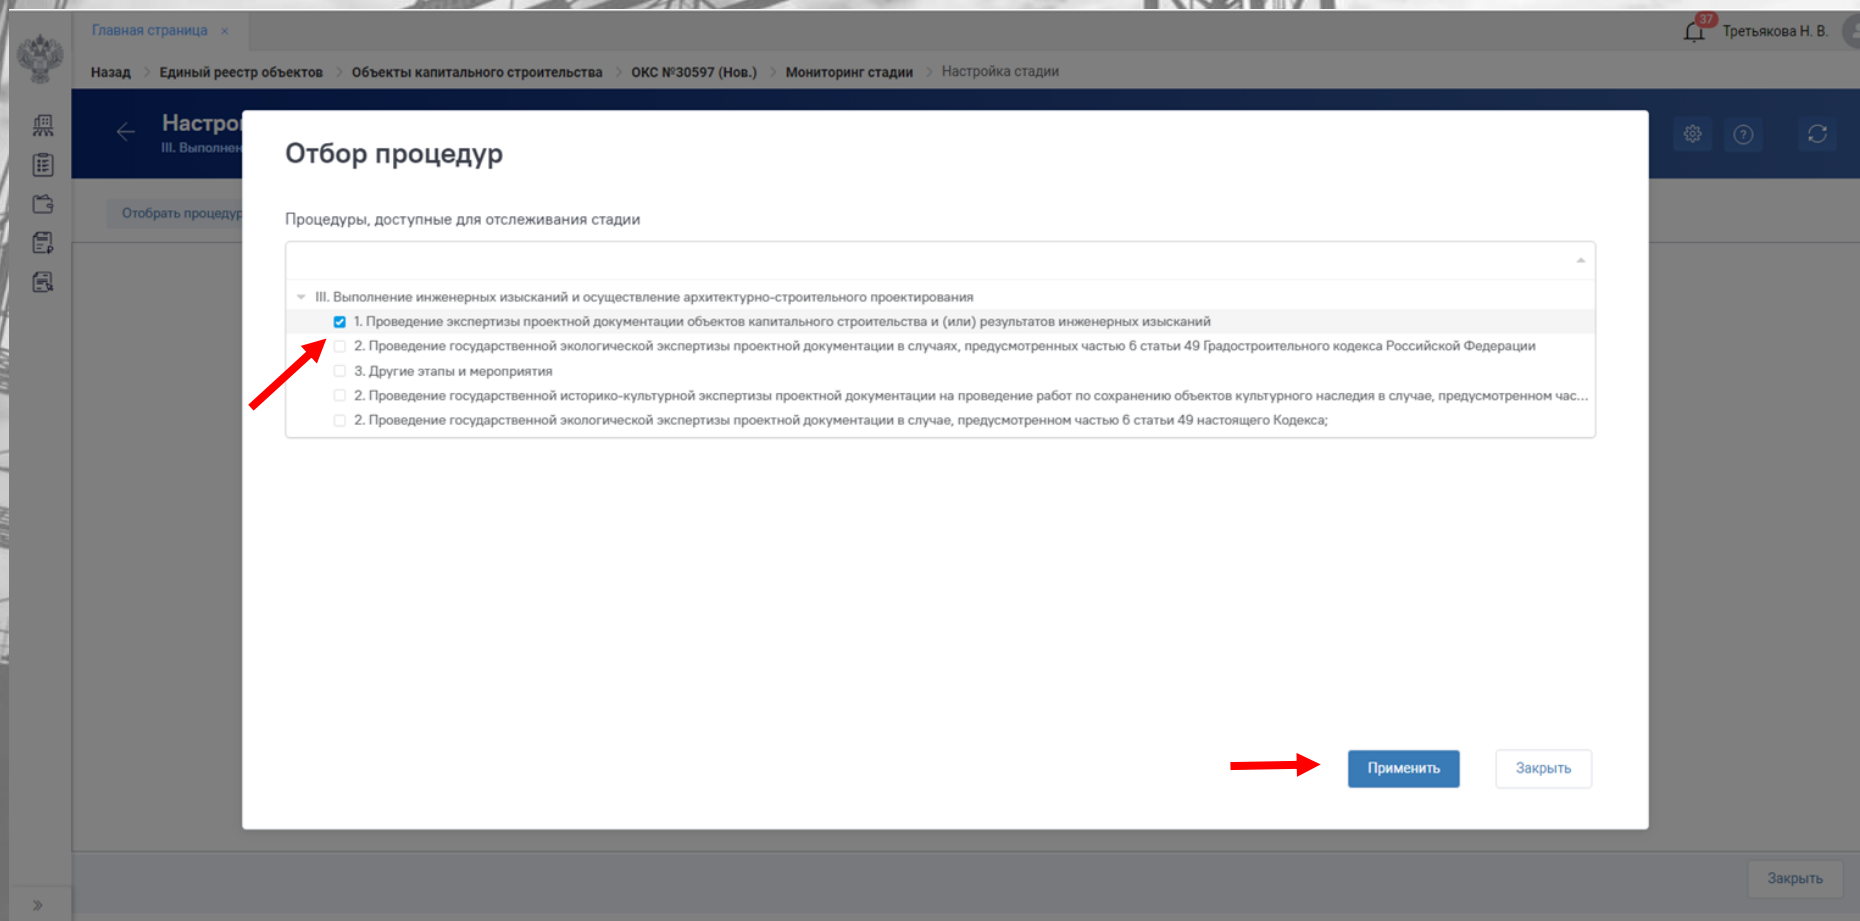 Главная страница ×
37
Третьякова Н. В.
Назад > Единый реестр объектов > Объекты капитального строительства > ОКС №30597 (Нов.) > Мониторинг стадии > Настройка стадии
III. Выполнен
Отобрать процедур
Отбор процедур
Процедуры, доступные для отслеживания стадии
III. Выполнение инженерных изысканий и осуществление архитектурно-строительного проектирования
1. Проведение экспертизы проектной документации объектов капитального строительства и (или) результатов инженерных изысканий
2. Проведение государственной экологической экспертизы проектной документации в случаях, предусмотренных частью 6 статьи 49 Градостроительного кодекса Российской Федерации
3. Другие этапы и мероприятия
2. Проведение государственной историко-культурной экспертизы проектной документации на проведение работ по сохранению объектов культурного наследия в случае, предусмотренном час...
2. Проведение государственной экологической экспертизы проектной документации в случае, предусмотренном частью 6 статьи 49 настоящего Кодекса;
Применить
Закрыть
Закрыть